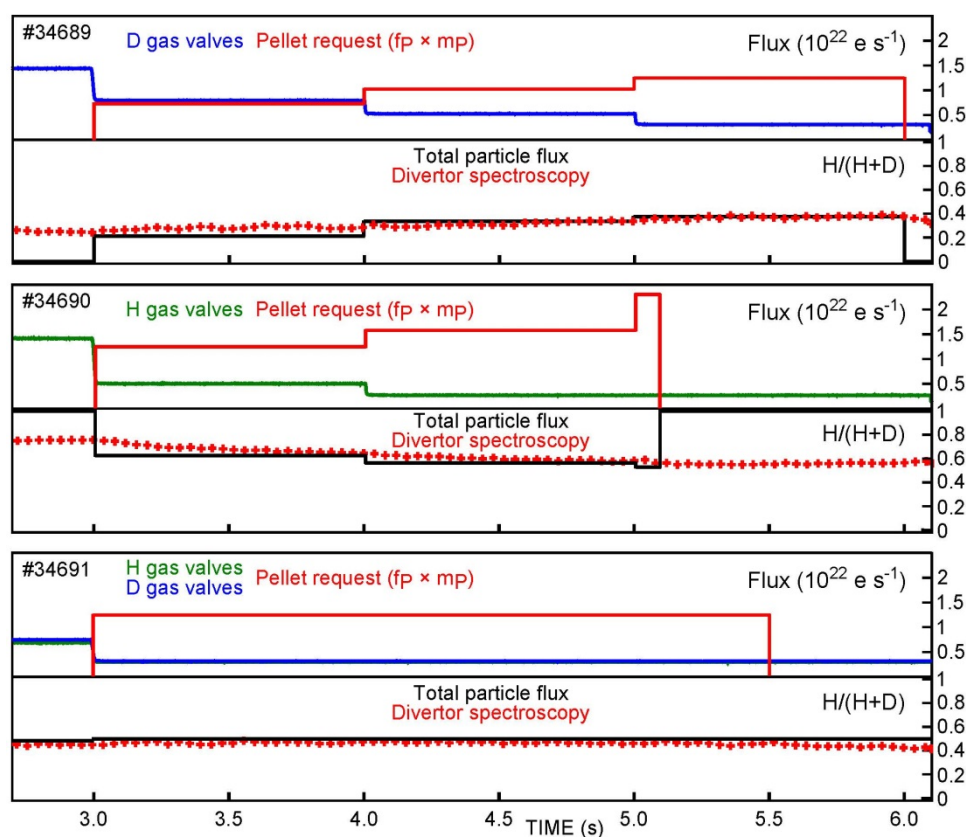 #34689
D gas valves Pellet request (fP × mP) Flux (10²² e s⁻¹)
2
1.5
1
0.5
Total particle flux
Divertor spectroscopy
H/(H+D)
1
0.8
0.6
0.4
0.2
0
#34690
H gas valves Pellet request (fP × mP) Flux (10²² e s⁻¹)
2
1.5
1
0.5
Total particle flux
Divertor spectroscopy
H/(H+D)
1
0.8
0.6
0.4
0.2
0
#34691
H gas valves
D gas valves
Pellet request (fP × mP)
Flux (10²² e s⁻¹)
2
1.5
1
0.5
Total particle flux
Divertor spectroscopy
H/(H+D)
1
0.8
0.6
0.4
0.2
0
3.0 3.5 4.0 4.5 5.0 5.5 6.0
TIME (s)